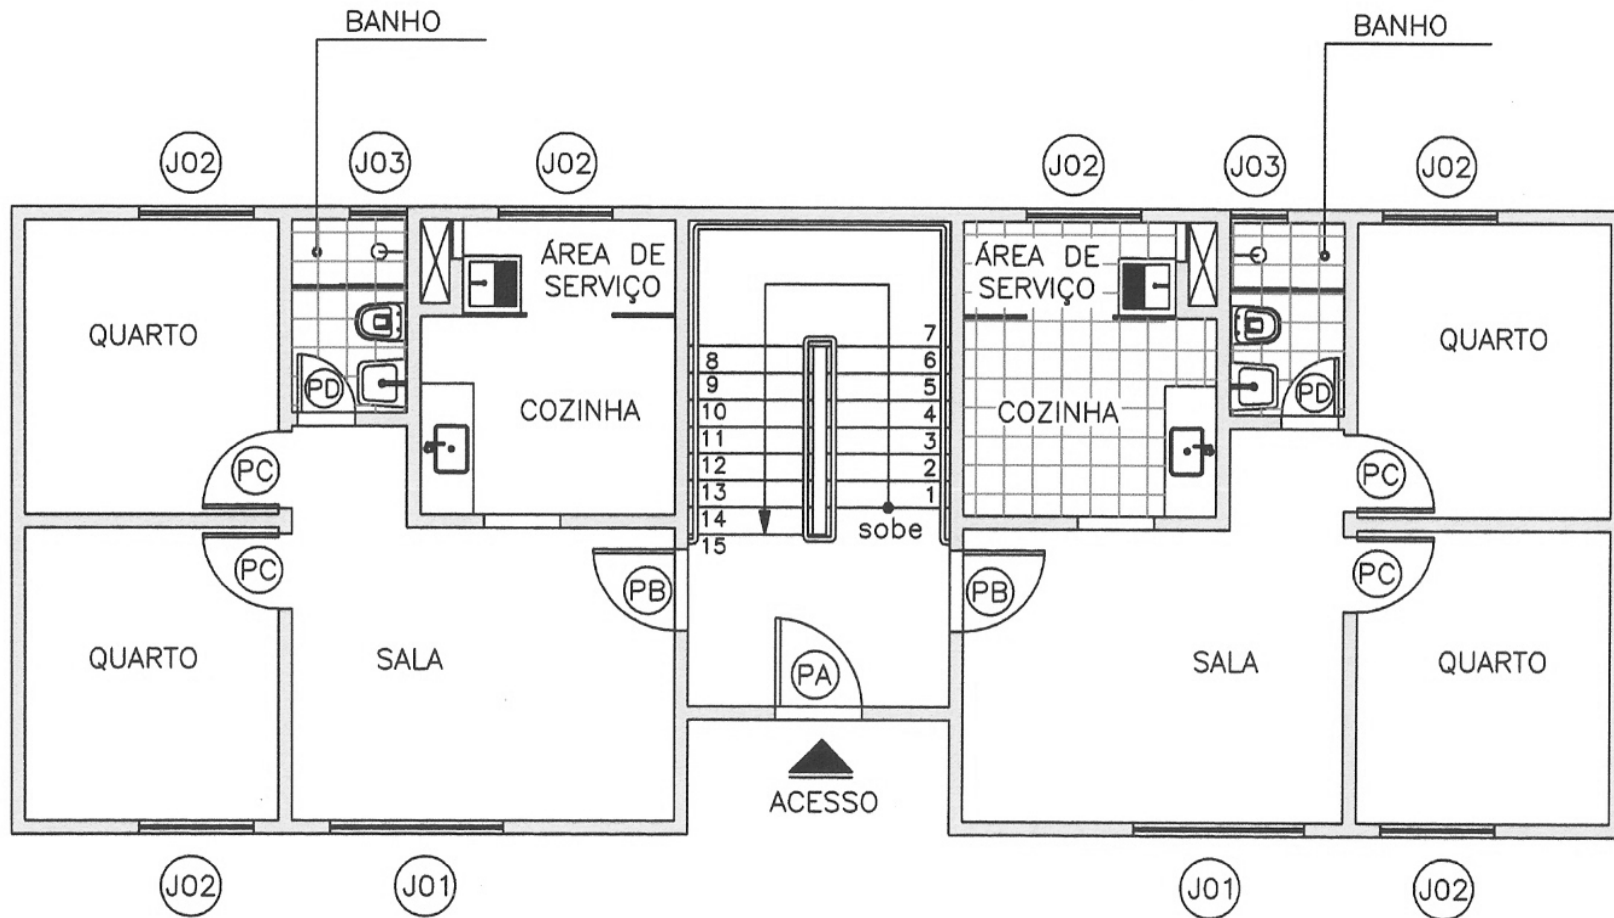 BANHO
BANHO
J02
J03
J02
J02
J03
J02
ÁREA DE
SERVIÇO
ÁREA DE
SERVIÇO
QUARTO
QUARTO
7
8
6
9
5
10
4
11
3
12
2
13
1
14
15
sobe
PD
PD
COZINHA
COZINHA
PC
PC
PC
PC
PB
PB
QUARTO
SALA
PA
SALA
QUARTO
ACESSO
J02
J01
J01
J02